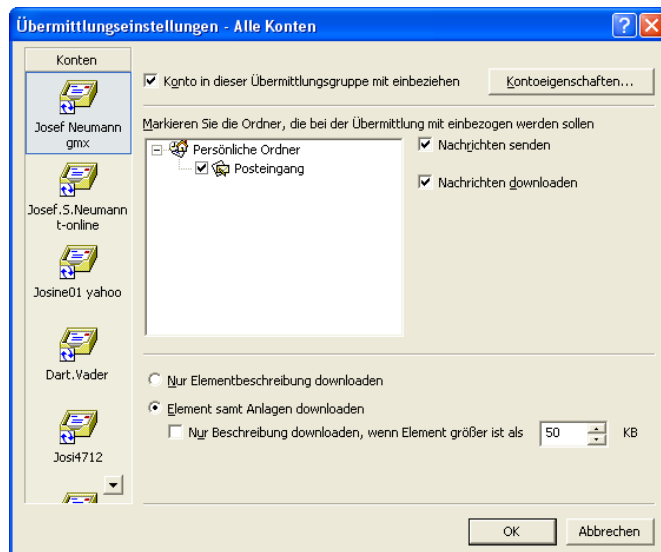 Übermittlungseinstellungen - Alle Konten
Konten
Josef Neumann
gmx
Josef.S.Neumann
t-online
Josine01 yahoo
Dart.Vader
Josi4712
Konto in dieser Übermittlungsgruppe mit einbeziehen
Kontoeigenschaften...
Markieren Sie die Ordner, die bei der Übermittlung mit einbezogen werden sollen
Persönliche Ordner
Posteingang
Nachrichten senden
Nachrichten downloaden
Nur Elementbeschreibung downloaden
Element samt Anlagen downloaden
Nur Beschreibung downloaden, wenn Element größer ist als 50 KB
OK
Abbrechen